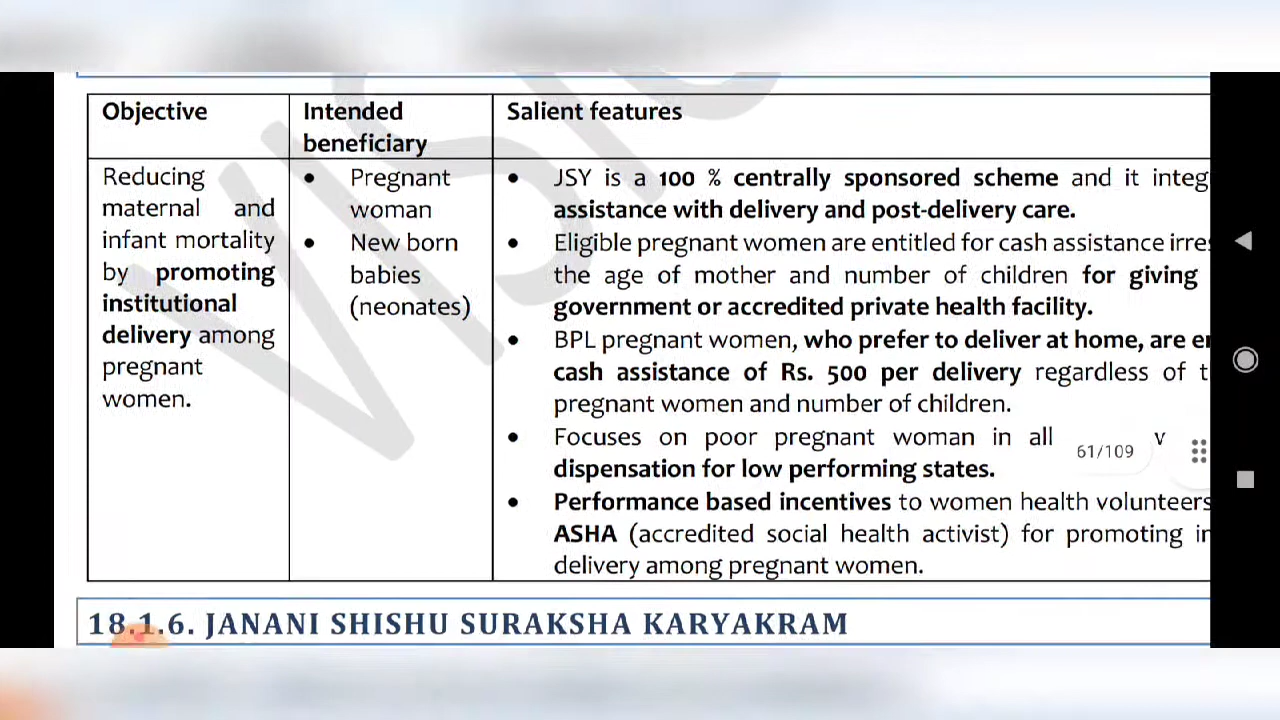 Objective
Intended
beneficiary
Salient features
Reducing
maternal and
infant mortality
by promoting
institutional
delivery among
pregnant
women.
• Pregnant
woman
• New born
babies
(neonates)
• JSY is a 100 % centrally sponsored scheme and it
assistance with delivery and post-delivery care.
• Eligible pregnant women are entitled for cash assistance
the age of mother and number of children for giving
government or accredited private health facility.
• BPL pregnant women, who prefer to deliver at home, are
cash assistance of Rs. 500 per delivery regardless of
pregnant women and number of children.
• Focuses on poor pregnant woman in all
dispensation for low performing states.
• Performance based incentives to women health volunteers
ASHA (accredited social health activist) for promoting
delivery among pregnant women.
61/109
18.1.6. JANANI SHISHU SURAKSHA KARYAKRAM